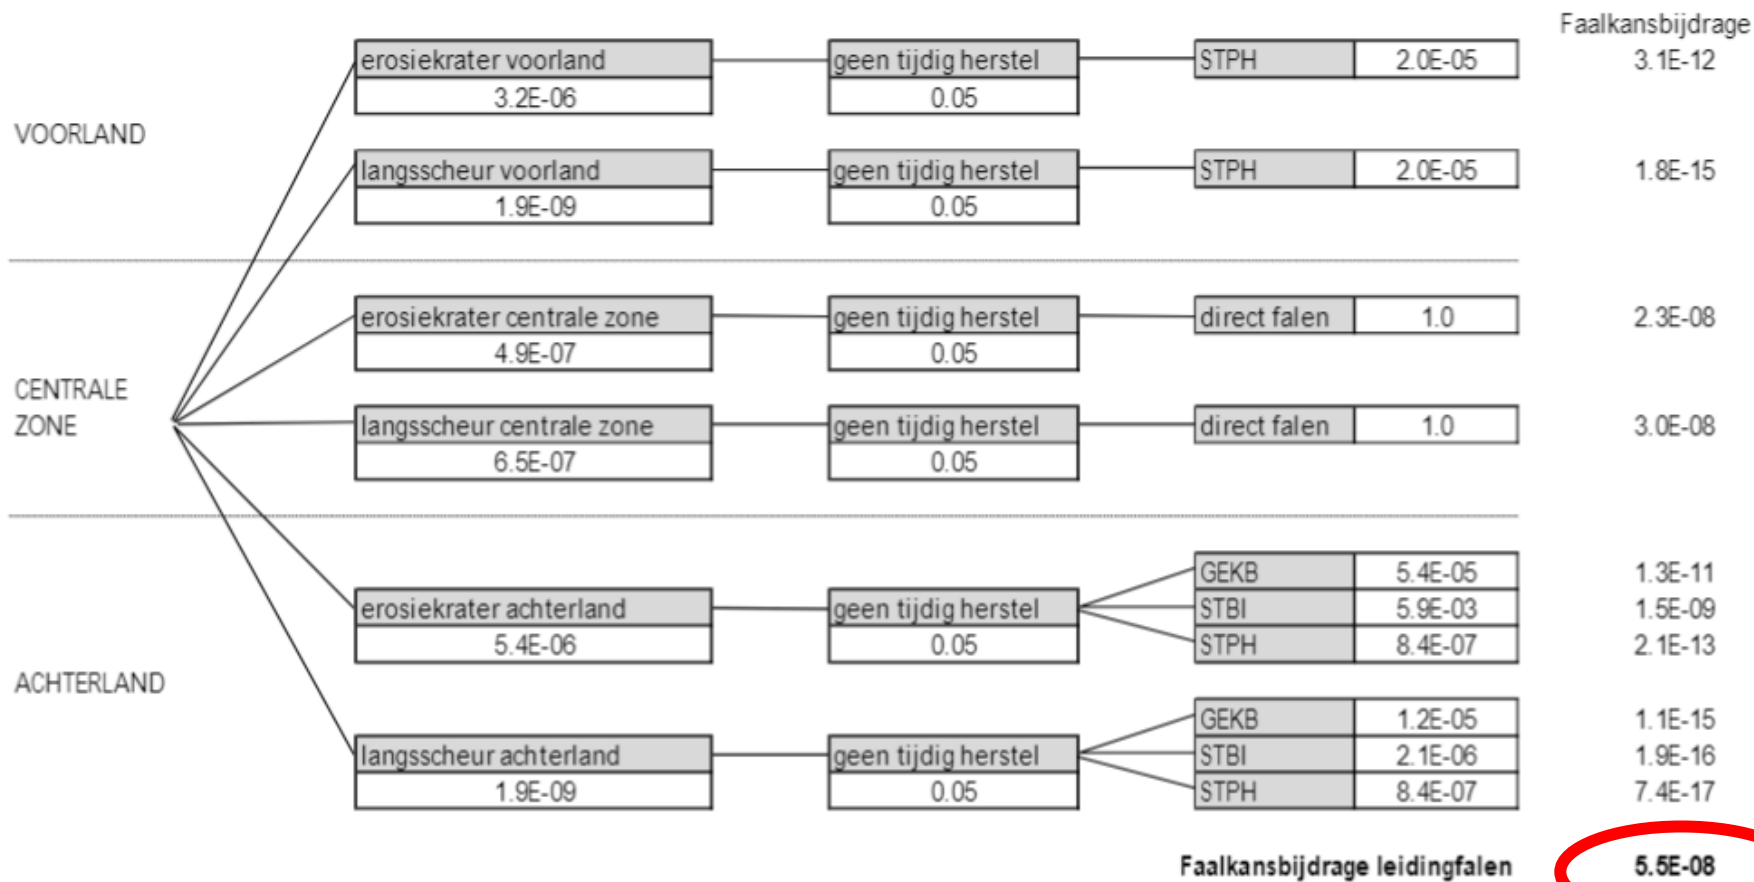 Faalkansbijdrage
erosiekrater voorland geen tijdig herstel STPH 2.0E-05 3.1E-12
3.2E-06 0.05
VOORLAND
langsscheur voorland geen tijdig herstel STPH 2.0E-05 1.8E-15
1.9E-09 0.05
erosiekrater centrale zone geen tijdig herstel direct falen 1.0 2.3E-08
4.9E-07 0.05
CENTRALE
ZONE langsscheur centrale zone geen tijdig herstel direct falen 1.0 3.0E-08
6.5E-07 0.05
GEKB 5.4E-05 1.3E-11
erosiekrater achterland geen tijdig herstel STBI 5.9E-03 1.5E-09
5.4E-06 0.05 STPH 8.4E-07 2.1E-13
ACHTERLAND
GEKB 1.2E-05 1.1E-15
langsscheur achterland geen tijdig herstel STBI 2.1E-06 1.9E-16
1.9E-09 0.05 STPH 8.4E-07 7.4E-17
Faalkansbijdrage leidingfalen 5.5E-08